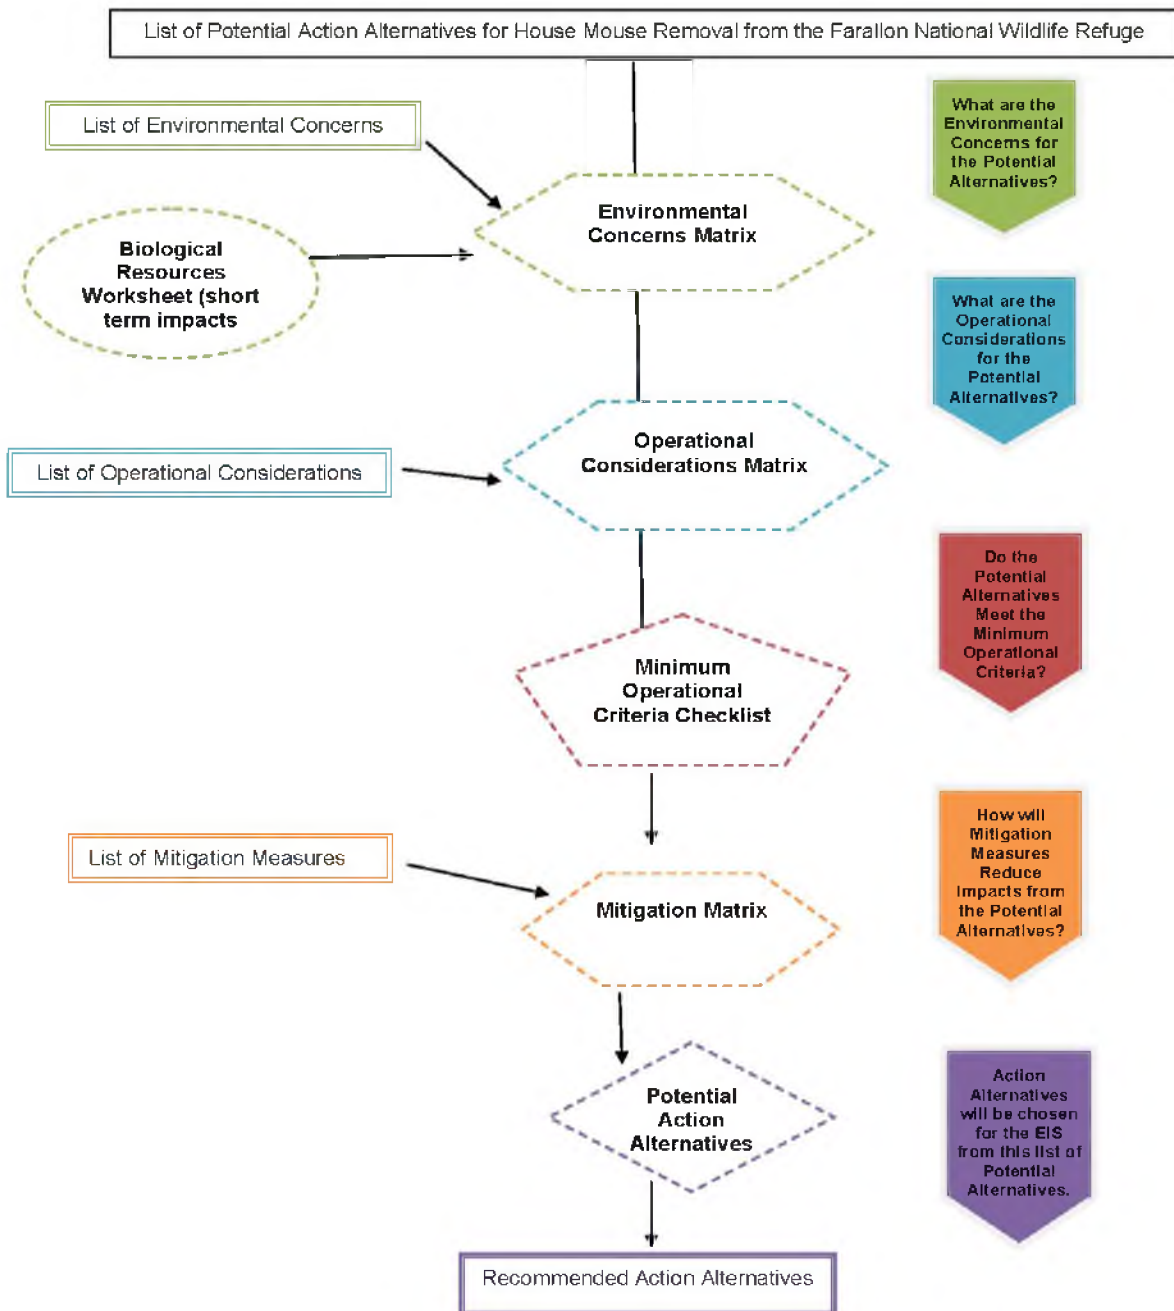 List of Potential Action Alternatives for House Mouse Removal from the Farallon National Wildlife Refuge
List of Environmental Concerns
What are the
Environmental
Concerns for
the Potential
Alternatives?
Environmental
Concerns Matrix
Biological
Resources
Worksheet (short
term impacts
What are the
Operational
Considerations
for the
Potential
Alternatives?
Operational
Considerations Matrix
List of Operational Considerations
Do the
Potential
Alternatives
Meet the
Minimum
Operational
Criteria?
Minimum
Operational
Criteria Checklist
How will
Mitigation
Measures
Reduce
Impacts from
the Potential
Alternatives?
List of Mitigation Measures
Mitigation Matrix
Action
Alternatives
will be chosen
for the EIS
from this list of
Potential
Alternatives.
Potential
Action
Alternatives
Recommended Action Alternatives